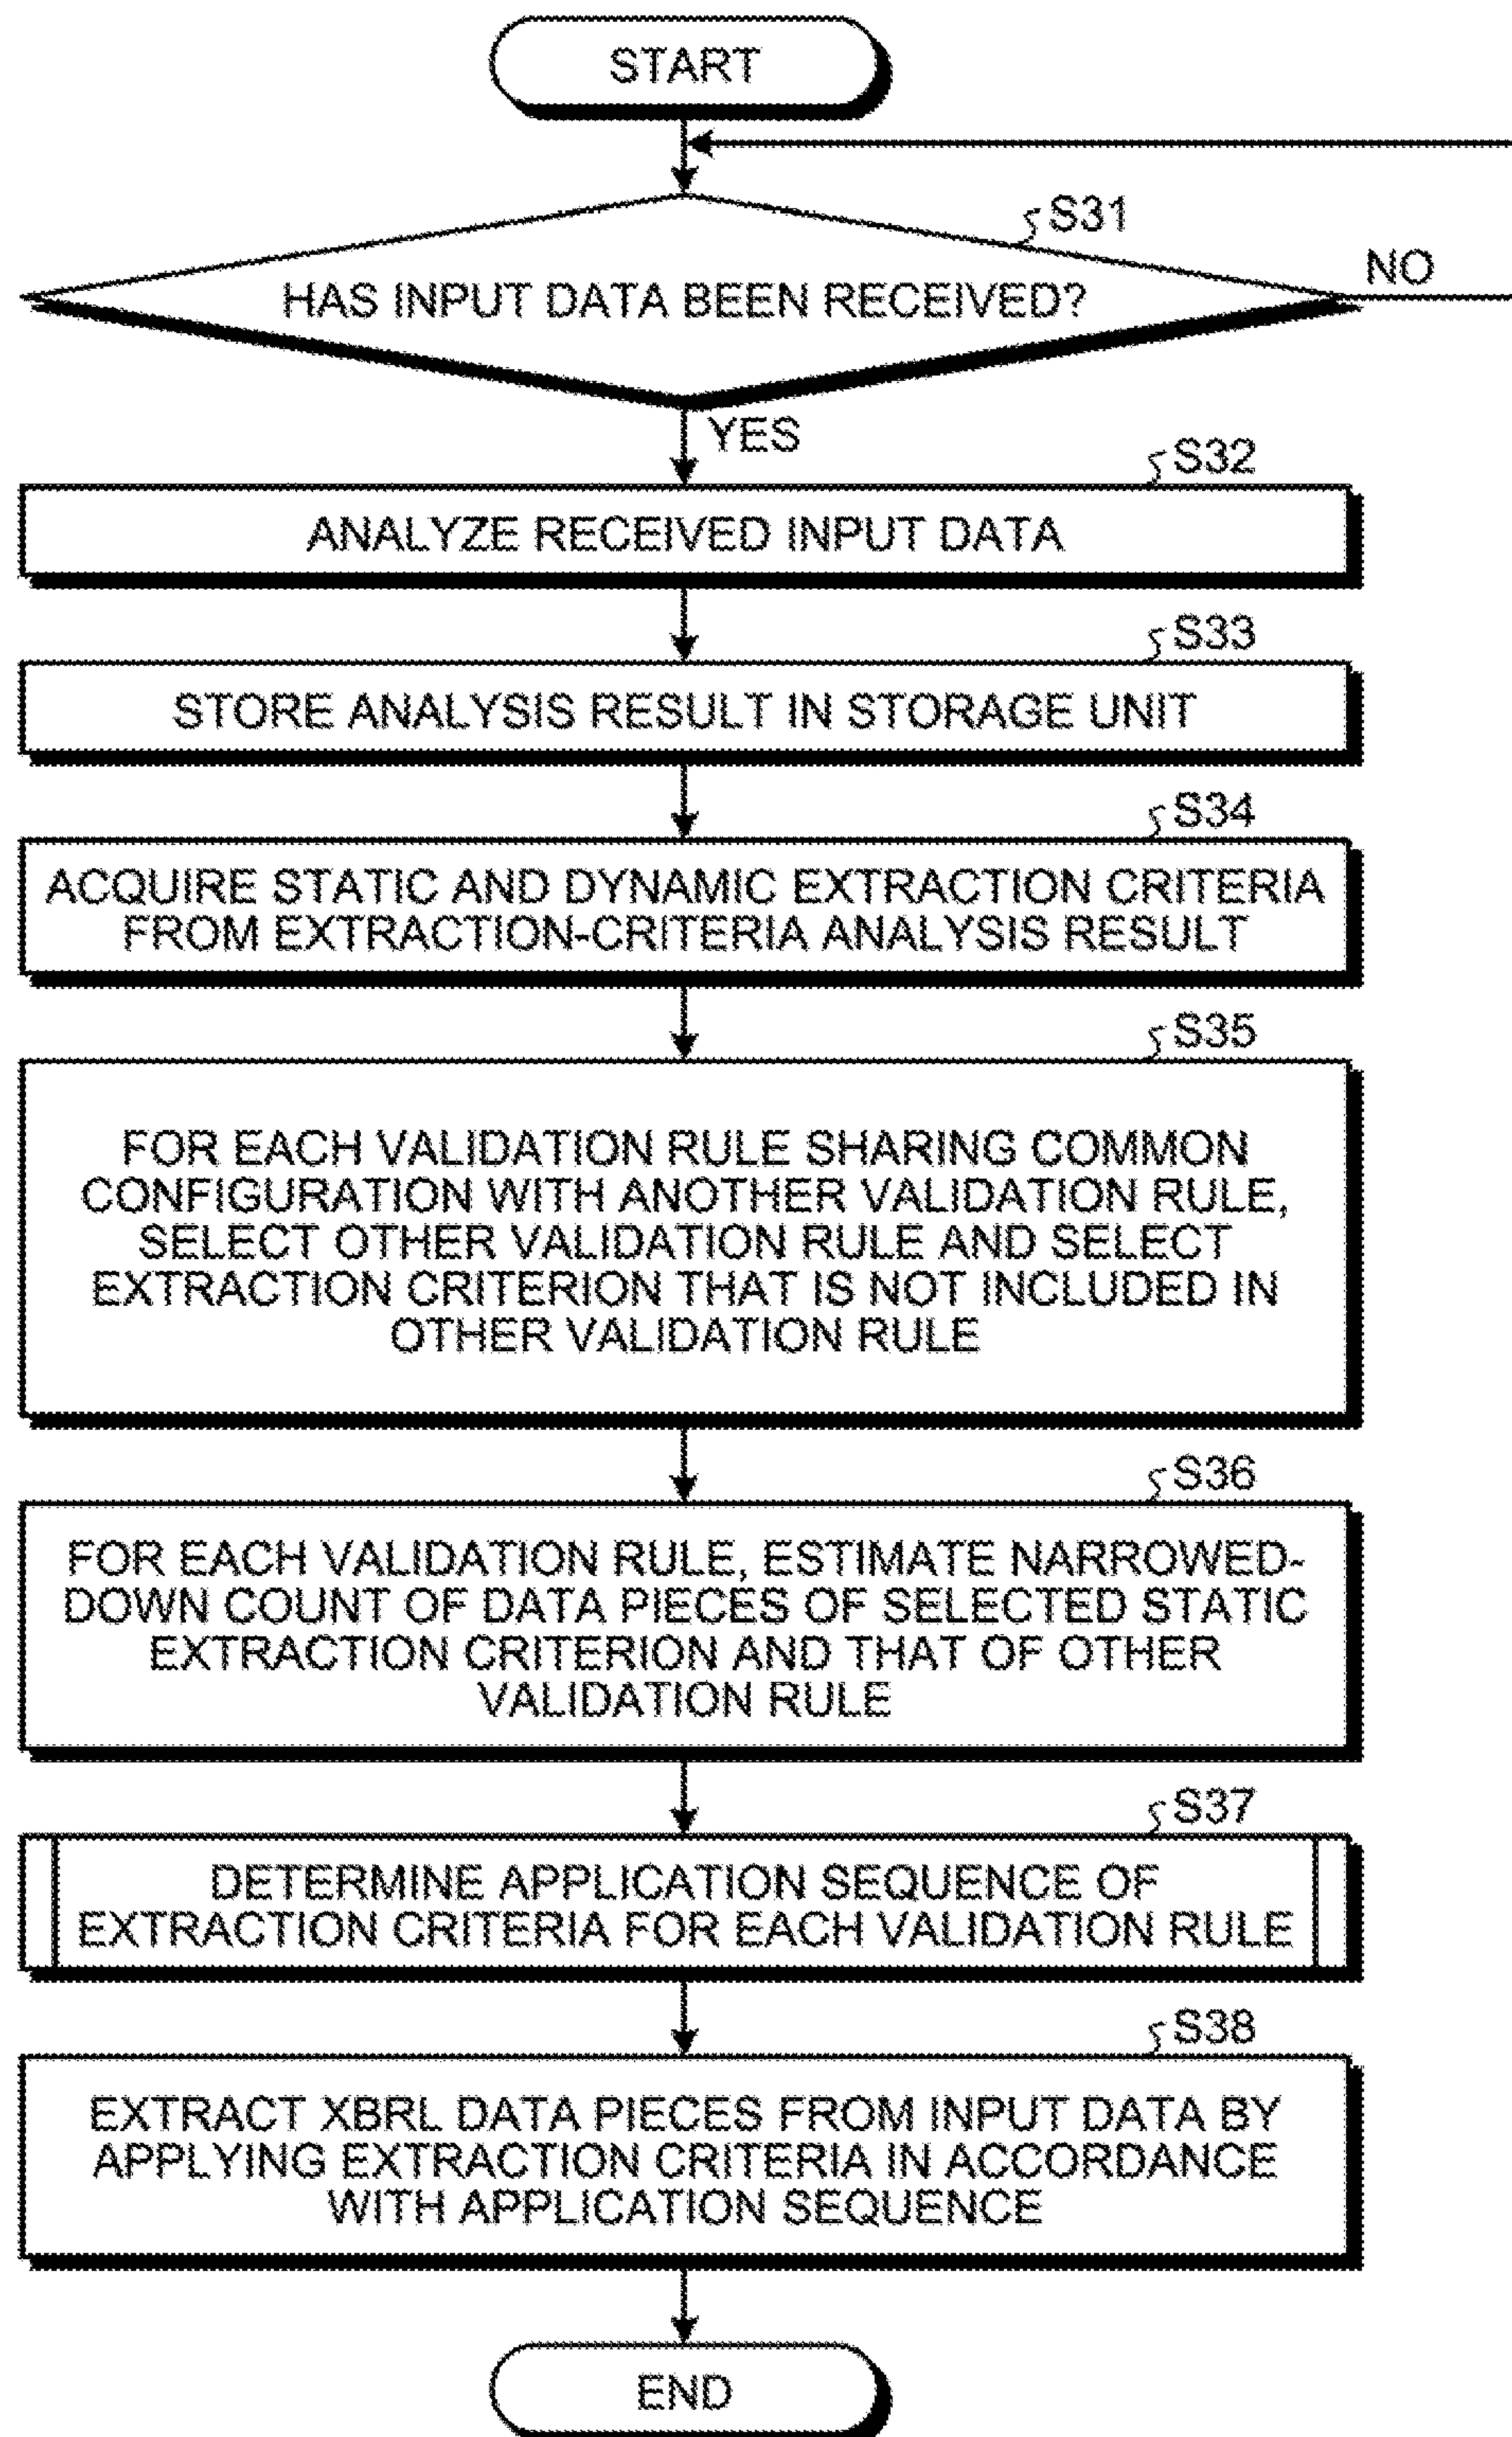 START
S31
HAS INPUT DATA BEEN RECEIVED?
NO
YES
S32
ANALYZE RECEIVED INPUT DATA
S33
STORE ANALYSIS RESULT IN STORAGE UNIT
S34
ACQUIRE STATIC AND DYNAMIC EXTRACTION CRITERIA
FROM EXTRACTION-CRITERIA ANALYSIS RESULT
S35
FOR EACH VALIDATION RULE SHARING COMMON
CONFIGURATION WITH ANOTHER VALIDATION RULE,
SELECT OTHER VALIDATION RULE AND SELECT
EXTRACTION CRITERION THAT IS NOT INCLUDED IN
OTHER VALIDATION RULE
S36
FOR EACH VALIDATION RULE, ESTIMATE NARROWED-
DOWN COUNT OF DATA PIECES OF SELECTED STATIC
EXTRACTION CRITERION AND THAT OF OTHER
VALIDATION RULE
S37
DETERMINE APPLICATION SEQUENCE OF
EXTRACTION CRITERIA FOR EACH VALIDATION RULE
S38
EXTRACT XBRL DATA PIECES FROM INPUT DATA BY
APPLYING EXTRACTION CRITERIA IN ACCORDANCE
WITH APPLICATION SEQUENCE
END